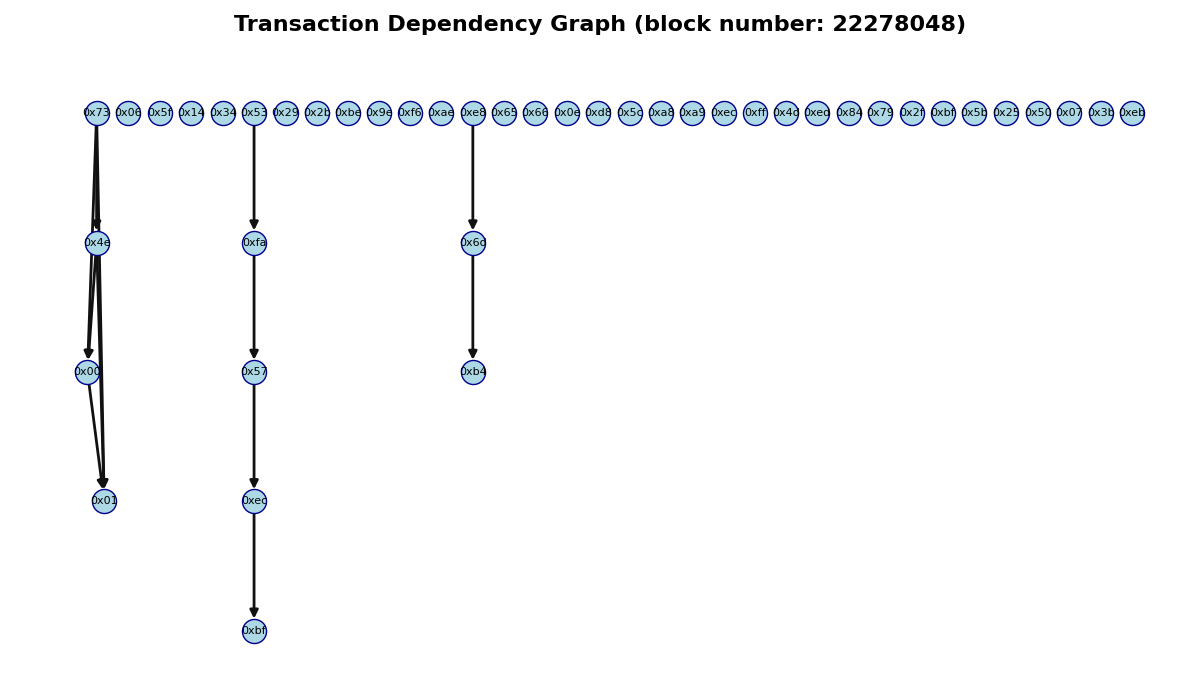 Transaction Dependency Graph (block number: 22278048)
0x73 0x06 0x5f 0x14 0x34 0x53 0x29 0x2b 0xbe 0x9e 0xf6 0xae 0xe8 0x65 0x66 0x0e 0xd8 0x5c 0xa8 0xa9 0xec 0xff 0x4d 0xed 0x84 0x79 0x2f 0xbf 0x5b 0x25 0x50 0x07 0x3b 0xeb
0x4e 0xfa 0x6d
0x00 0x57 0xb4
0x01 0xec
0xbf